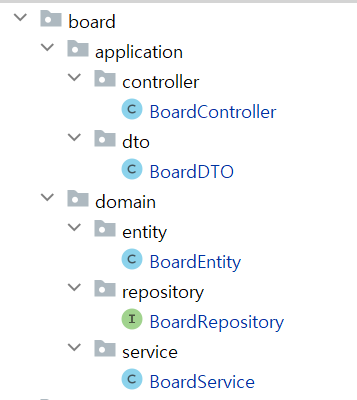 board
application
controller
C BoardController
dto
C BoardDTO
domain
entity
C BoardEntity
repository
I BoardRepository
service
C BoardService